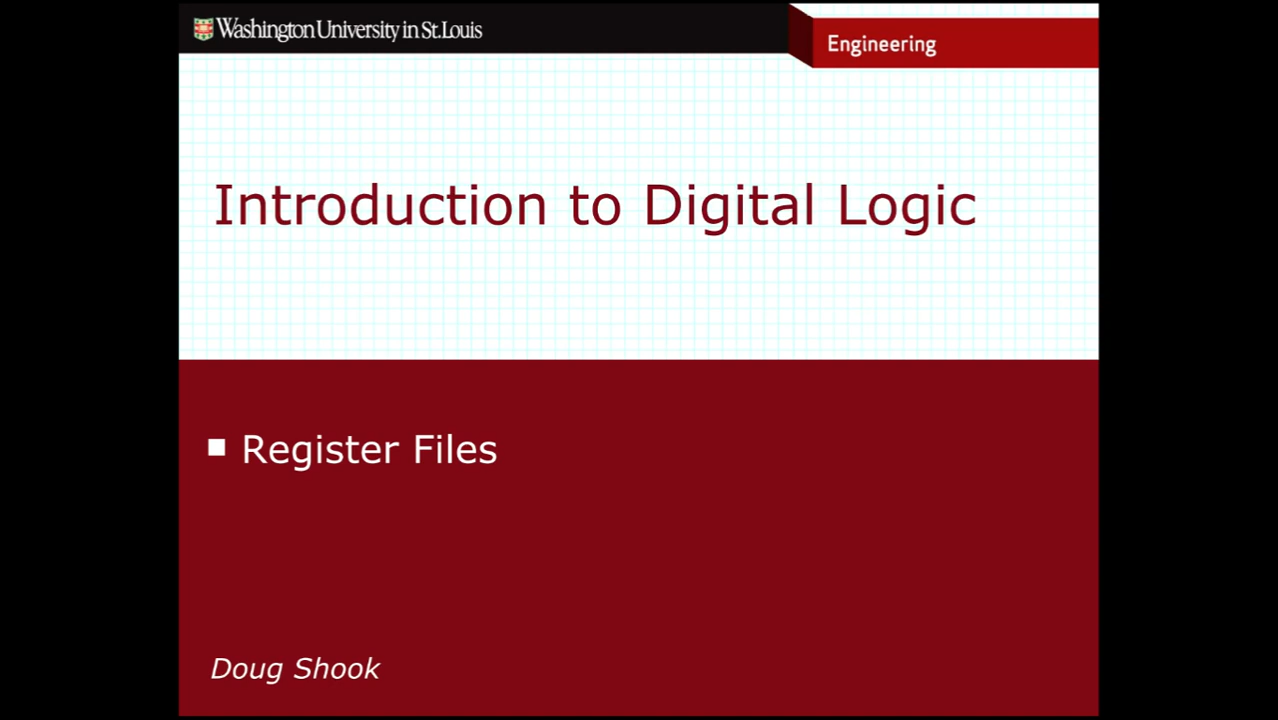 Washington University in St.Louis
Engineering
Introduction to Digital Logic
Register Files
Doug Shook